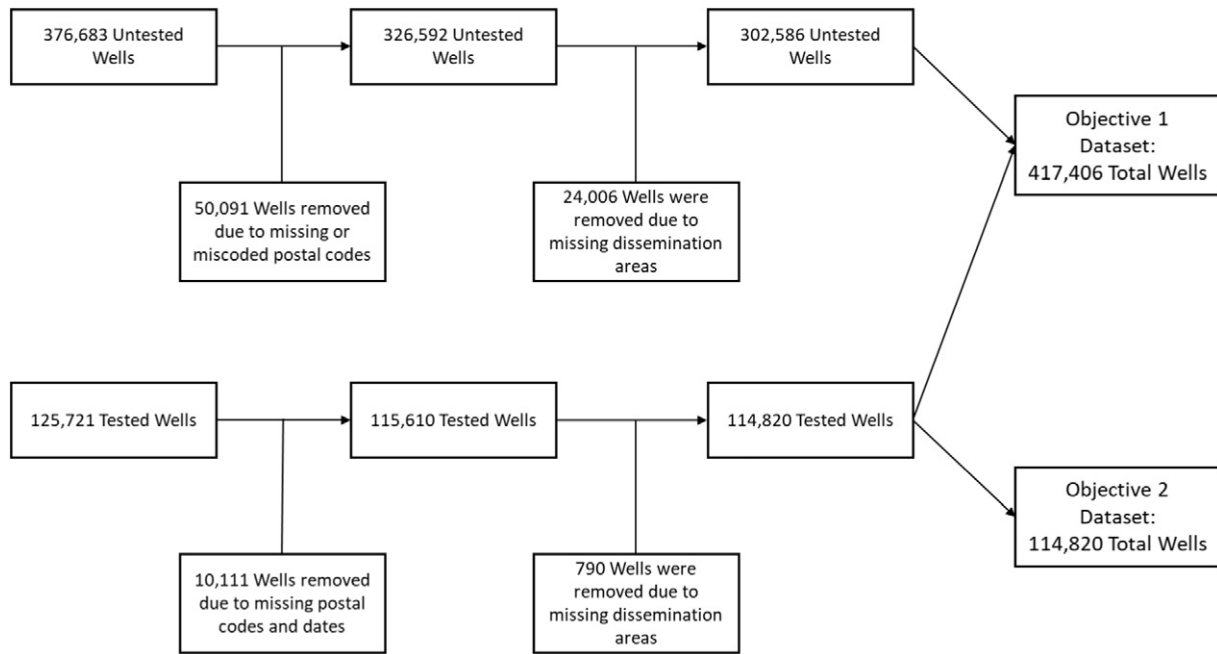 376,683 Untested
Wells
326,592 Untested
Wells
302,586 Untested
Wells
Objective 1
Dataset:
417,406 Total Wells
50,091 Wells removed
due to missing or
miscoded postal codes
24,006 Wells were
removed due to
missing dissemination
areas
125,721 Tested Wells
115,610 Tested Wells
114,820 Tested Wells
Objective 2
Dataset:
114,820 Total Wells
10,111 Wells removed
due to missing postal
codes and dates
790 Wells were
removed due to
missing dissemination
areas